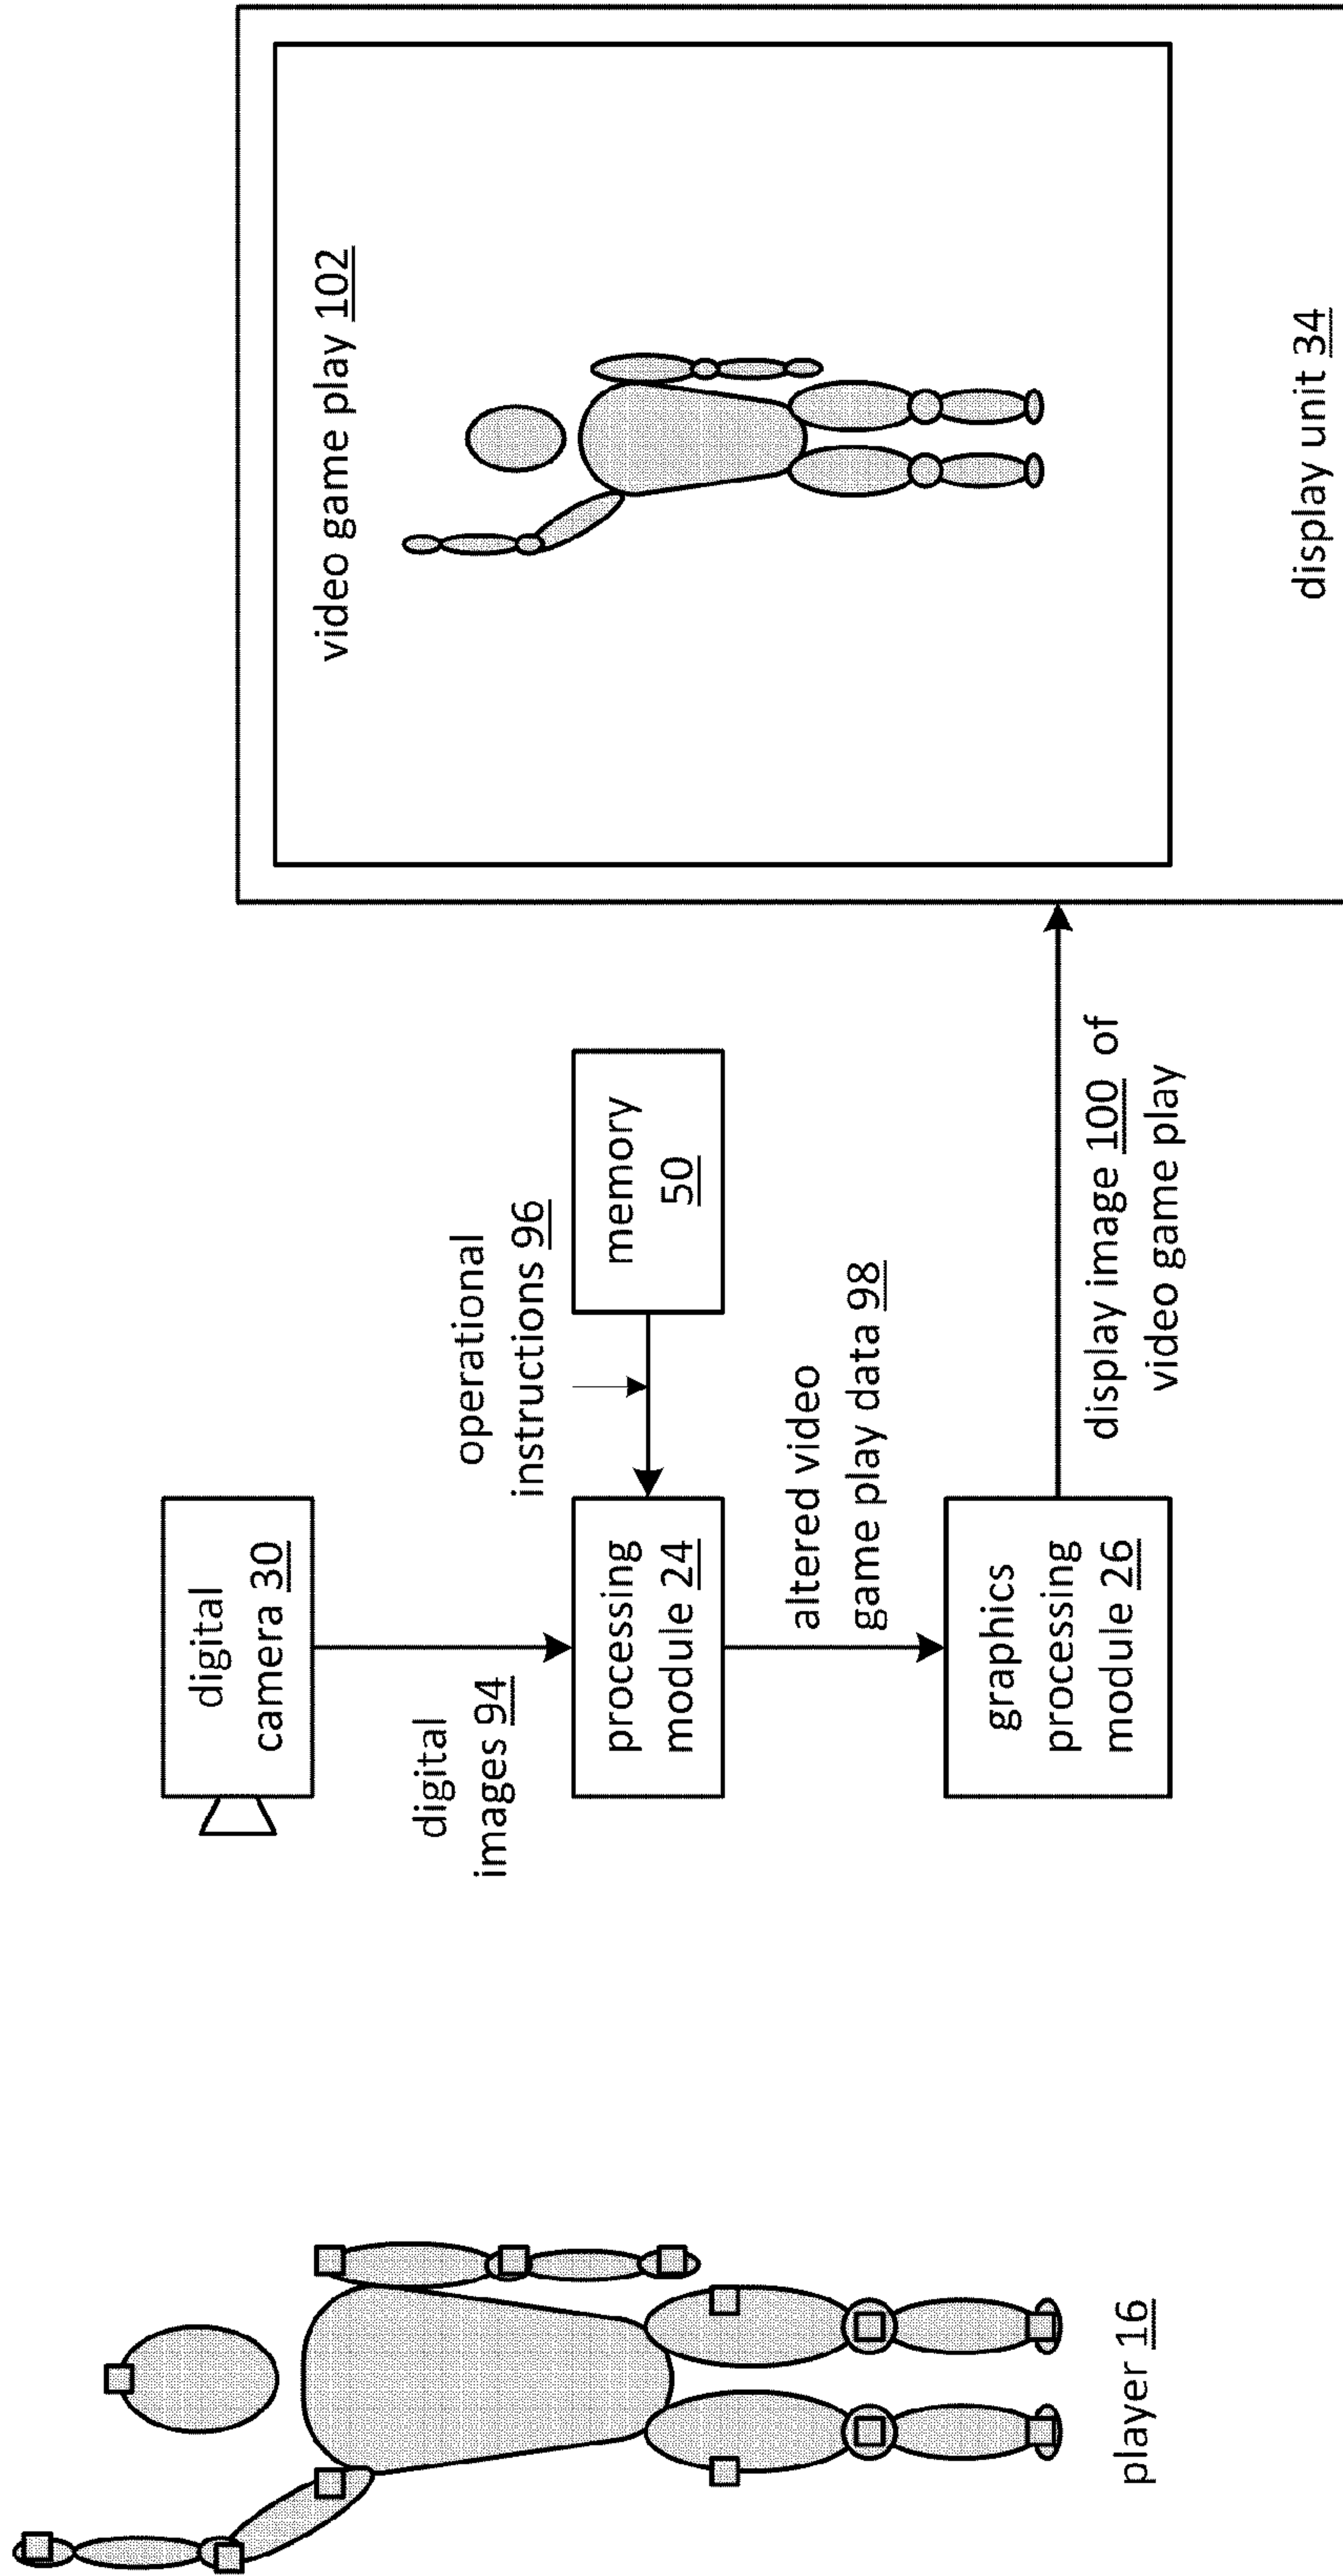 player 16
digital
camera 30
digital
images 94
operational
instructions 96
processing
module 24
memory
50
altered video
game play data 98
graphics
processing
module 26
display image 100 of
video game play
video game play 102
display unit 34